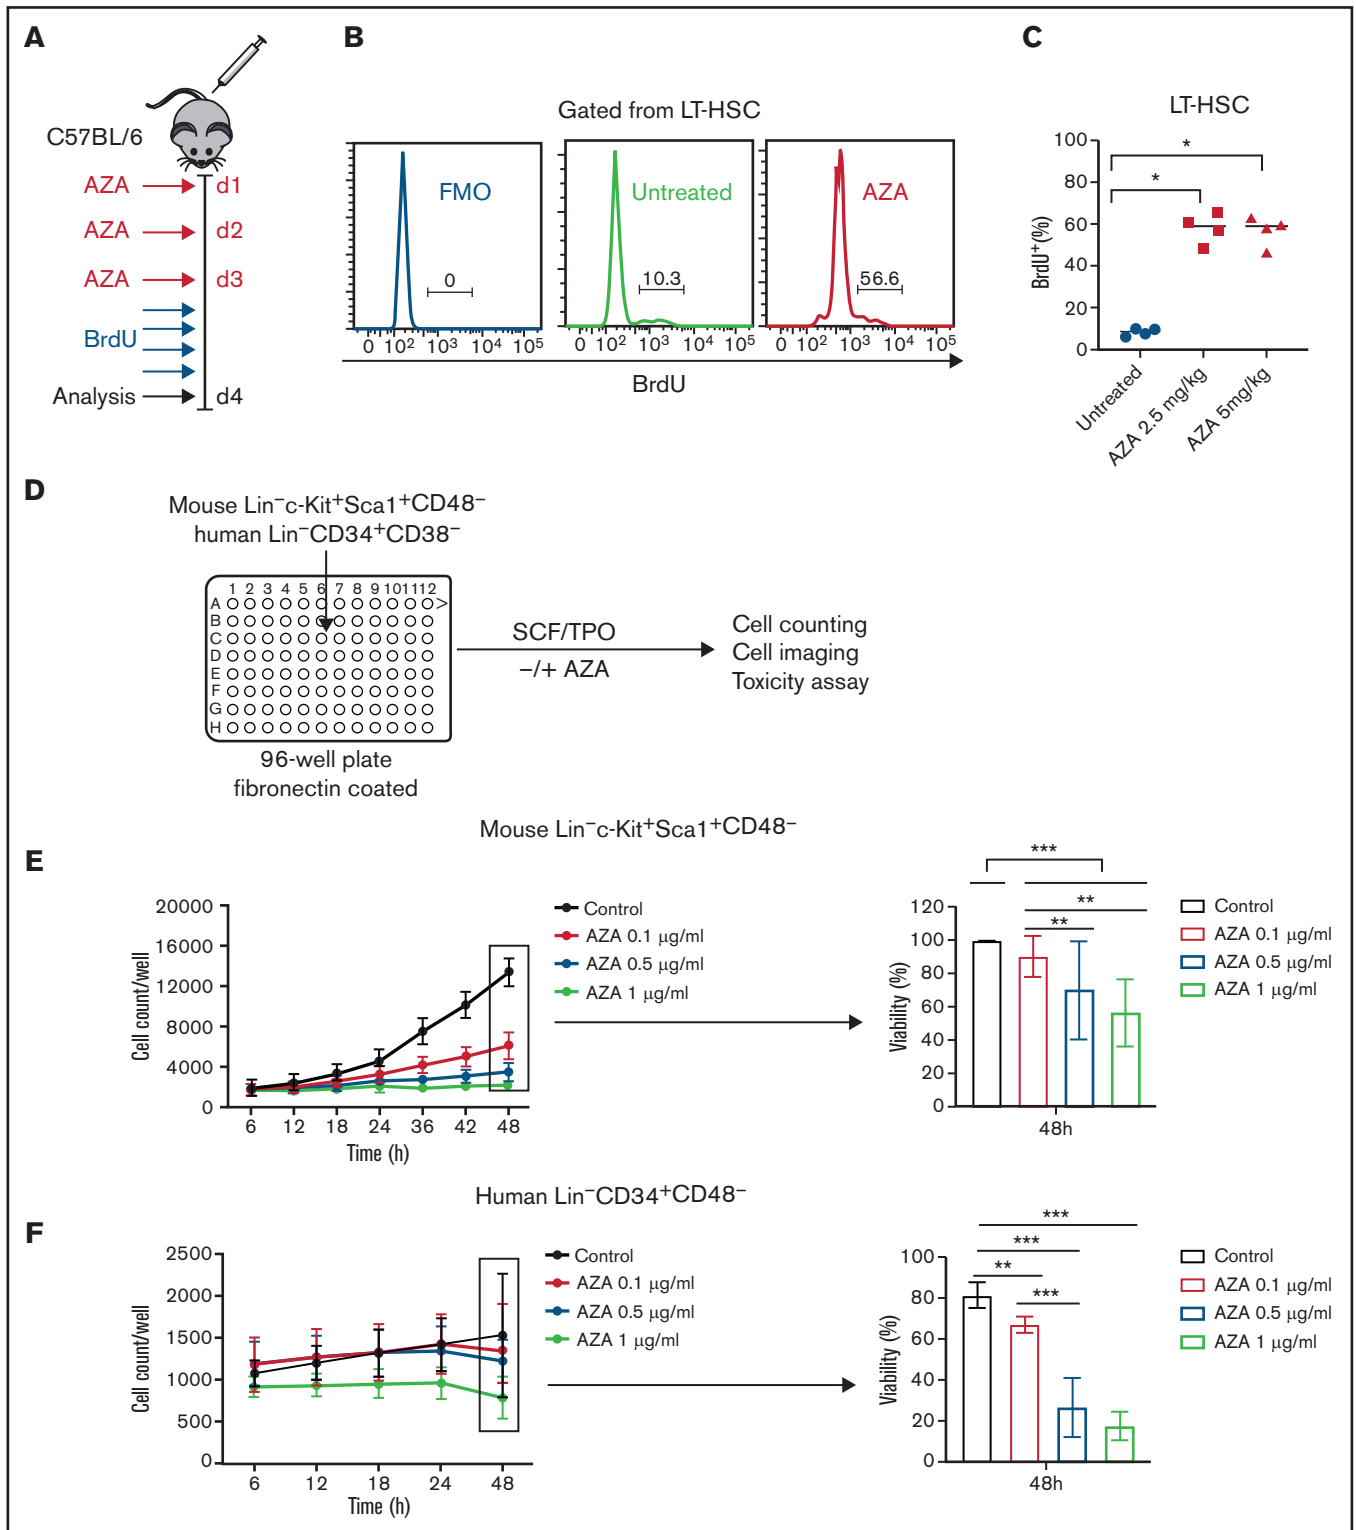 A
C57BL/6
AZA d1
AZA d2
AZA d3
BrdU
Analysis d4
B
Gated from LT-HSC
FMO
0
0 10² 10³ 10⁴ 10⁵
Untreated
10.3
0 10² 10³ 10⁴ 10⁵
AZA
56.6
0 10² 10³ 10⁴ 10⁵
BrdU
C
LT-HSC
BrdU⁺(%)
100
80
60
40
20
0
*
*
Untreated
AZA 2.5 mg/kg
AZA 5mg/kg
D
Mouse Lin⁻c-Kit⁺Sca1⁺CD48⁻
human Lin⁻CD34⁺CD38⁻
1 2 3 4 5 6 7 8 9 10 11 12
A >
B
C
D
E
F
G
H
96-well plate
fibronectin coated
SCF/TPO
−/+ AZA
Cell counting
Cell imaging
Toxicity assay
Mouse Lin⁻c-Kit⁺Sca1⁺CD48⁻
E
Cell count/well
20000
16000
12000
8000
4000
0
6 12 18 24 36 42 48
Time (h)
Control
AZA 0.1 µg/ml
AZA 0.5 µg/ml
AZA 1 µg/ml
Viability (%)
120
100
80
60
40
20
0
***
**
**
48h
Control
AZA 0.1 µg/ml
AZA 0.5 µg/ml
AZA 1 µg/ml
Human Lin⁻CD34⁺CD48⁻
F
Cell count/well
2500
2000
1500
1000
500
0
6 12 18 24 48
Time (h)
Control
AZA 0.1 µg/ml
AZA 0.5 µg/ml
AZA 1 µg/ml
Viability (%)
100
80
60
40
20
0
***
***
**
***
48h
Control
AZA 0.1 µg/ml
AZA 0.5 µg/ml
AZA 1 µg/ml